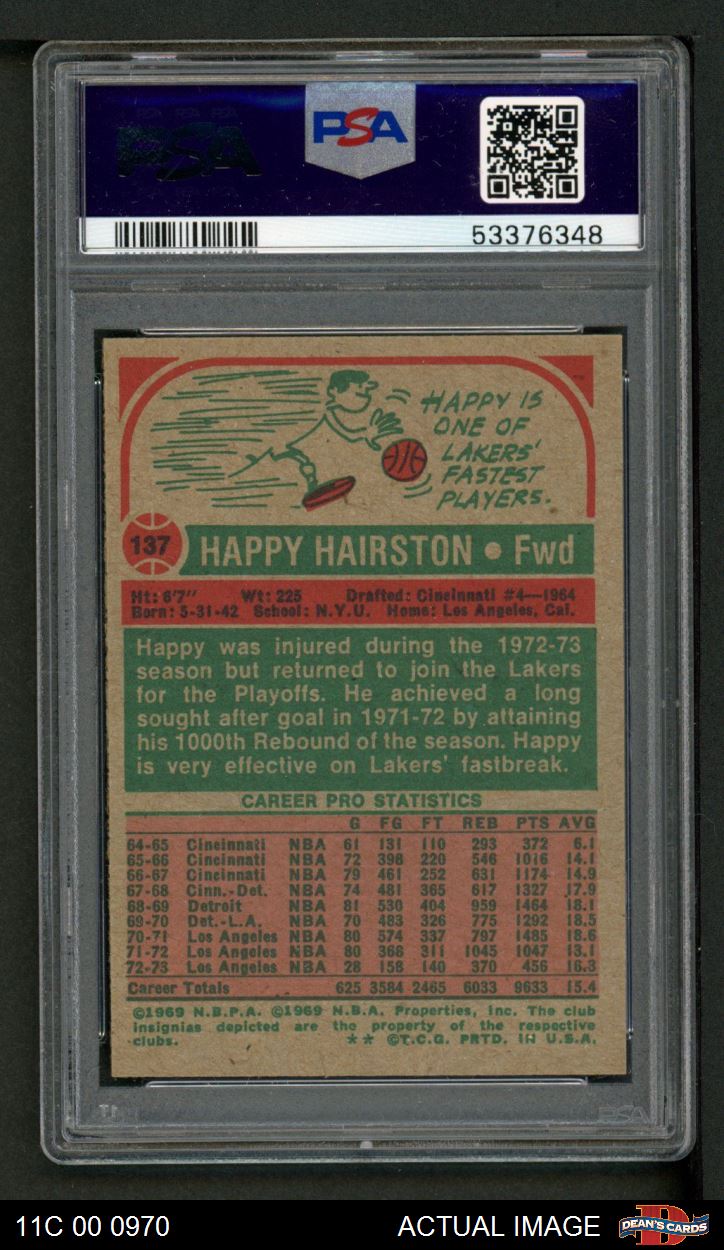 PSA
PSA
53376348
HAPPY IS
ONE OF
LAKERS'
FASTEST
PLAYERS.
137 HAPPY HAIRSTON • Fwd
Ht: 6'7" Wt: 225 Drafted: Cincinnati #4—1964
Born: 5-31-42 School: N.Y.U. Home: Los Angeles, Cal.
Happy was injured during the 1972-73
season but returned to join the Lakers
for the Playoffs. He achieved a long
sought after goal in 1971-72 by attaining
his 1000th Rebound of the season. Happy
is very effective on Lakers' fastbreak.
CAREER PRO STATISTICS
G FG FT REB PTS AVG
64-65 Cincinnati NBA 61 131 110 293 372 6.1
65-66 Cincinnati NBA 72 398 220 546 1016 14.1
66-67 Cincinnati NBA 79 461 252 631 1174 14.9
67-68 Cinn.-Det. NBA 74 481 365 617 1327 17.9
68-69 Detroit NBA 81 530 404 959 1464 18.1
69-70 Det.-L.A. NBA 70 483 326 775 1292 18.5
70-71 Los Angeles NBA 80 574 337 797 1485 18.6
71-72 Los Angeles NBA 80 368 311 1045 1047 13.1
72-73 Los Angeles NBA 28 158 140 370 456 16.3
Career Totals 625 3584 2465 6033 9633 15.4
©1969 N.B.P.A. ©1969 N.B.A. Properties, Inc. The club
insignias depicted are the property of the respective
clubs. ** ©T.C.G. PRTD. IN U.S.A.
PSA
11C 00 0970 ACTUAL IMAGE DEAN'S CARDS